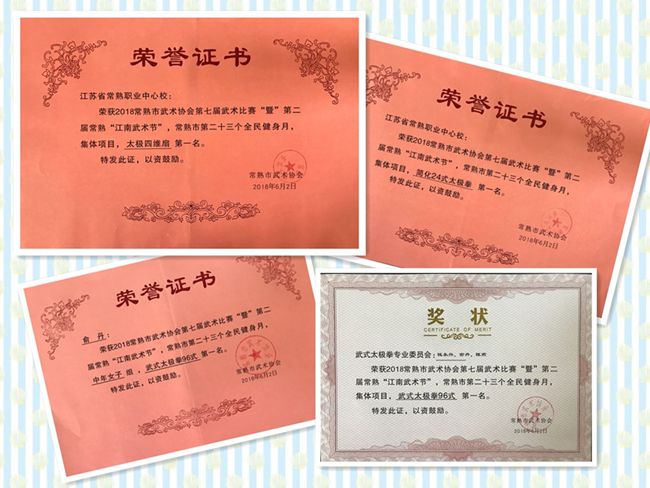 荣誉证书
江苏省常熟职业中心校:
荣获2018常熟市武术协会第七届武术比赛“暨”第二
届常熟“江南武术节”,常熟市第二十三个全民健身月,
集体项目,太极四维扇 第一名。
特发此证,以资鼓励。
常熟市武术协会
2018年6月2日
荣誉证书
江苏省常熟职业中心校:
荣获2018常熟市武术协会第七届武术比赛“暨”第二
届常熟“江南武术节”,常熟市第二十三个全民健身月,
集体项目,简化24式太极拳 第一名。
特发此证,以资鼓励。
常熟市武术协会
2018年6月2日
荣誉证书
俞丹:
荣获2018常熟市武术协会第七届武术比赛“暨”第二
届常熟“江南武术节”,常熟市第二十三个全民健身月,
中年女子 组,武式太极拳96式 第一名。
特发此证,以资鼓励。
常熟市武术协会
2018年6月2日
奖状
CERTIFICATE OF MERIT
武式太极拳专业委员会:
荣获2018常熟市武术协会第七届武术比赛“暨”第二
届常熟“江南武术节”,常熟市第二十三个全民健身月,
集体项目,武式太极拳96式 第一名。
特发此证,以资鼓励。
常熟市武术协会
2018年6月2日